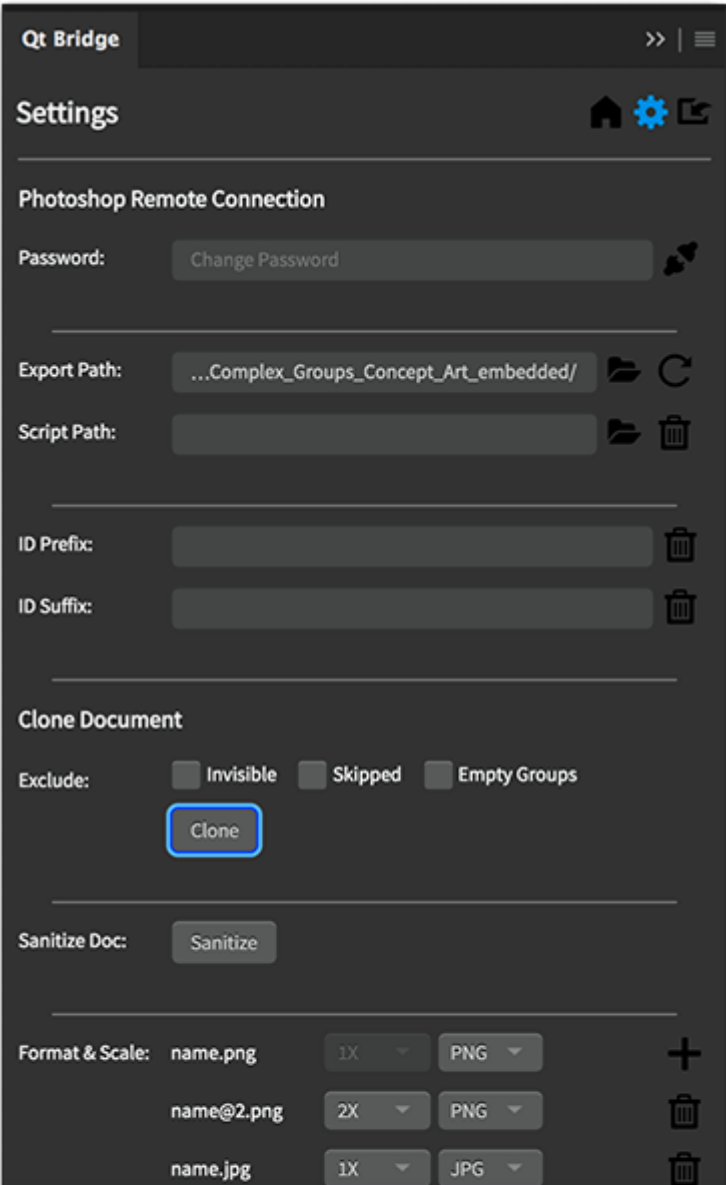 Qt Bridge
Settings
Photoshop Remote Connection
Password: Change Password
Export Path: ...Complex_Groups_Concept_Art_embedded/
Script Path:
ID Prefix:
ID Suffix:
Clone Document
Exclude: Invisible Skipped Empty Groups
Clone
Sanitize Doc: Sanitize
Format & Scale: name.png 1X PNG
name@2.png 2X PNG
name.jpg 1X JPG